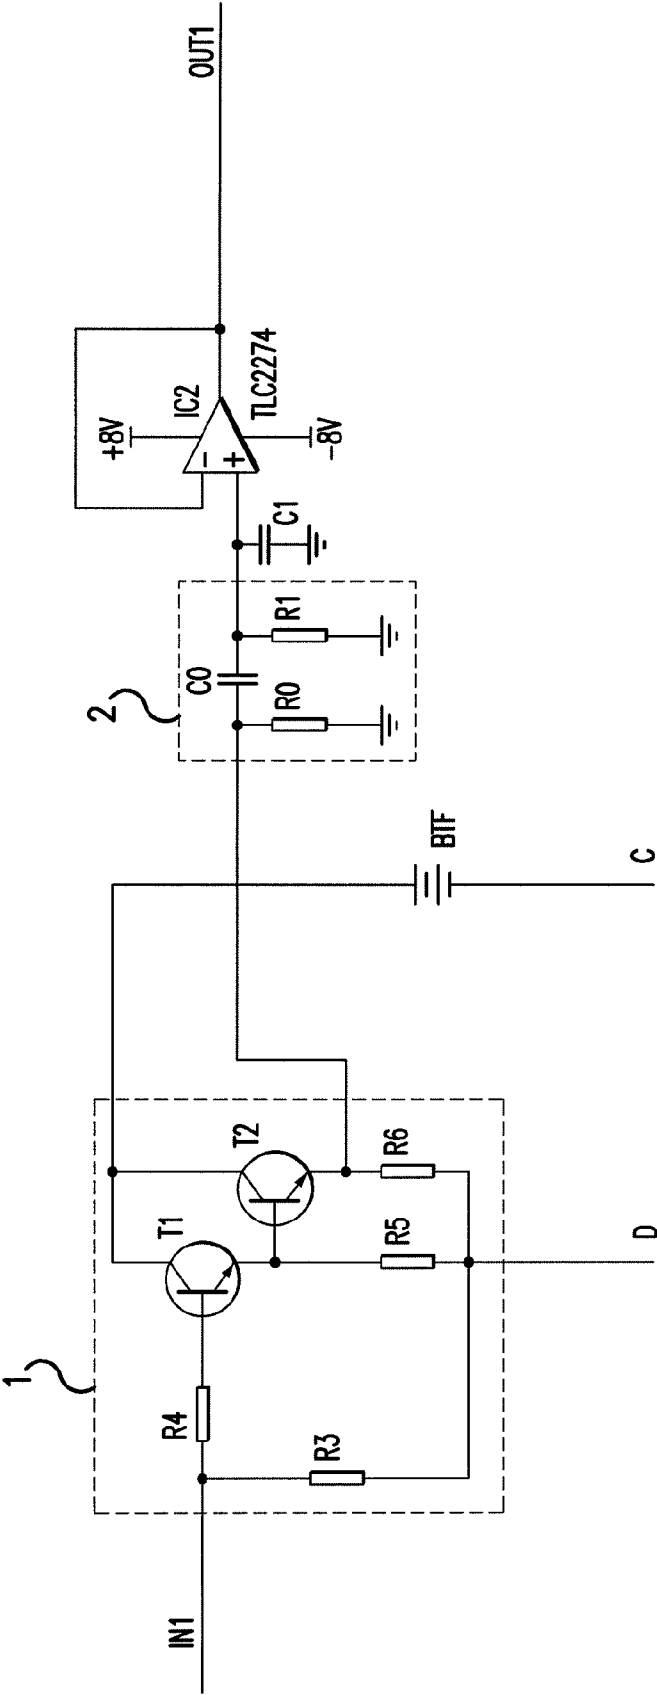 1
IN1
R4
R3
T1
T2
R5
R6
D
C
BTF
2
C0
R0
R1
C1
+8V
-8V
IC2
-
+
TLC2274
OUT1